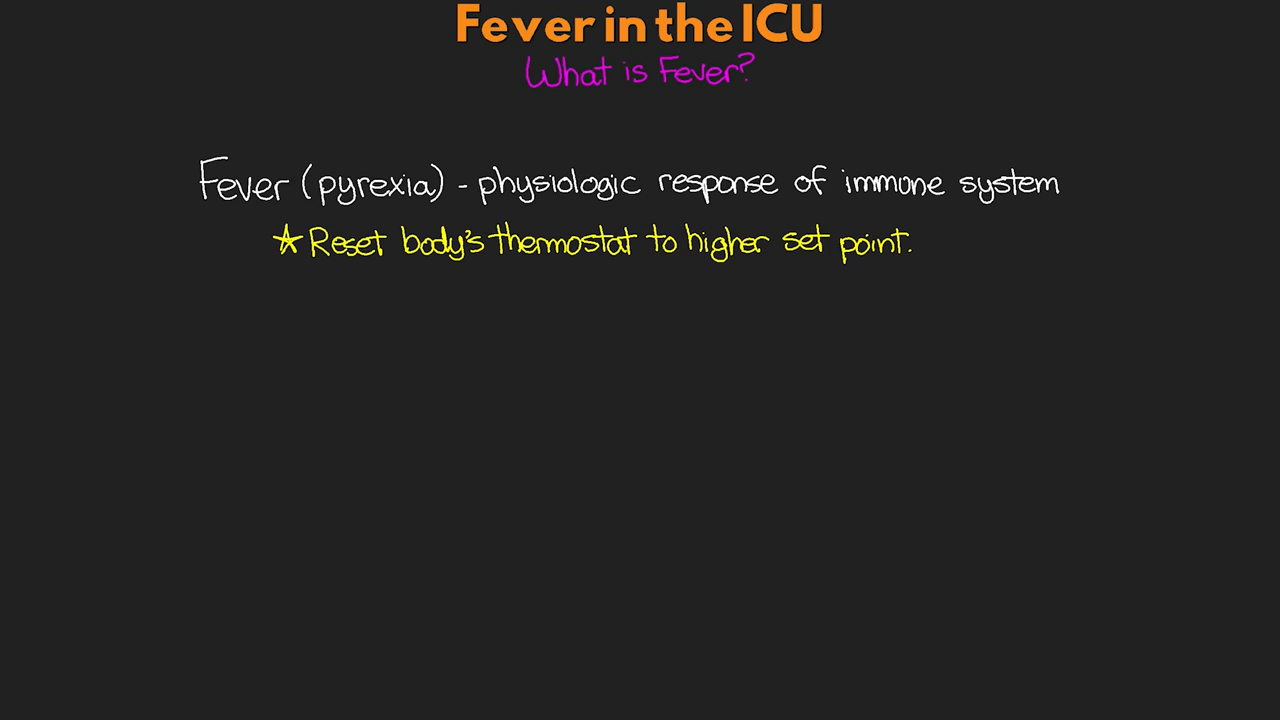 Fever in the ICU
What is Fever?
Fever (pyrexia) - physiologic response of immune system
☆ Reset body's thermostat to higher set point.